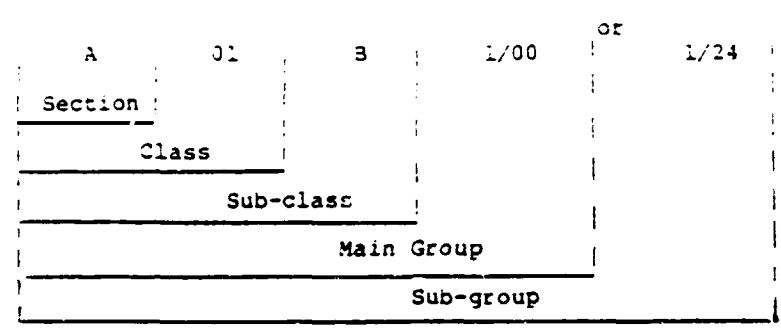 or
A 01 B 1/00 1/24
Section
Class
Sub-class
Main Group
Sub-group